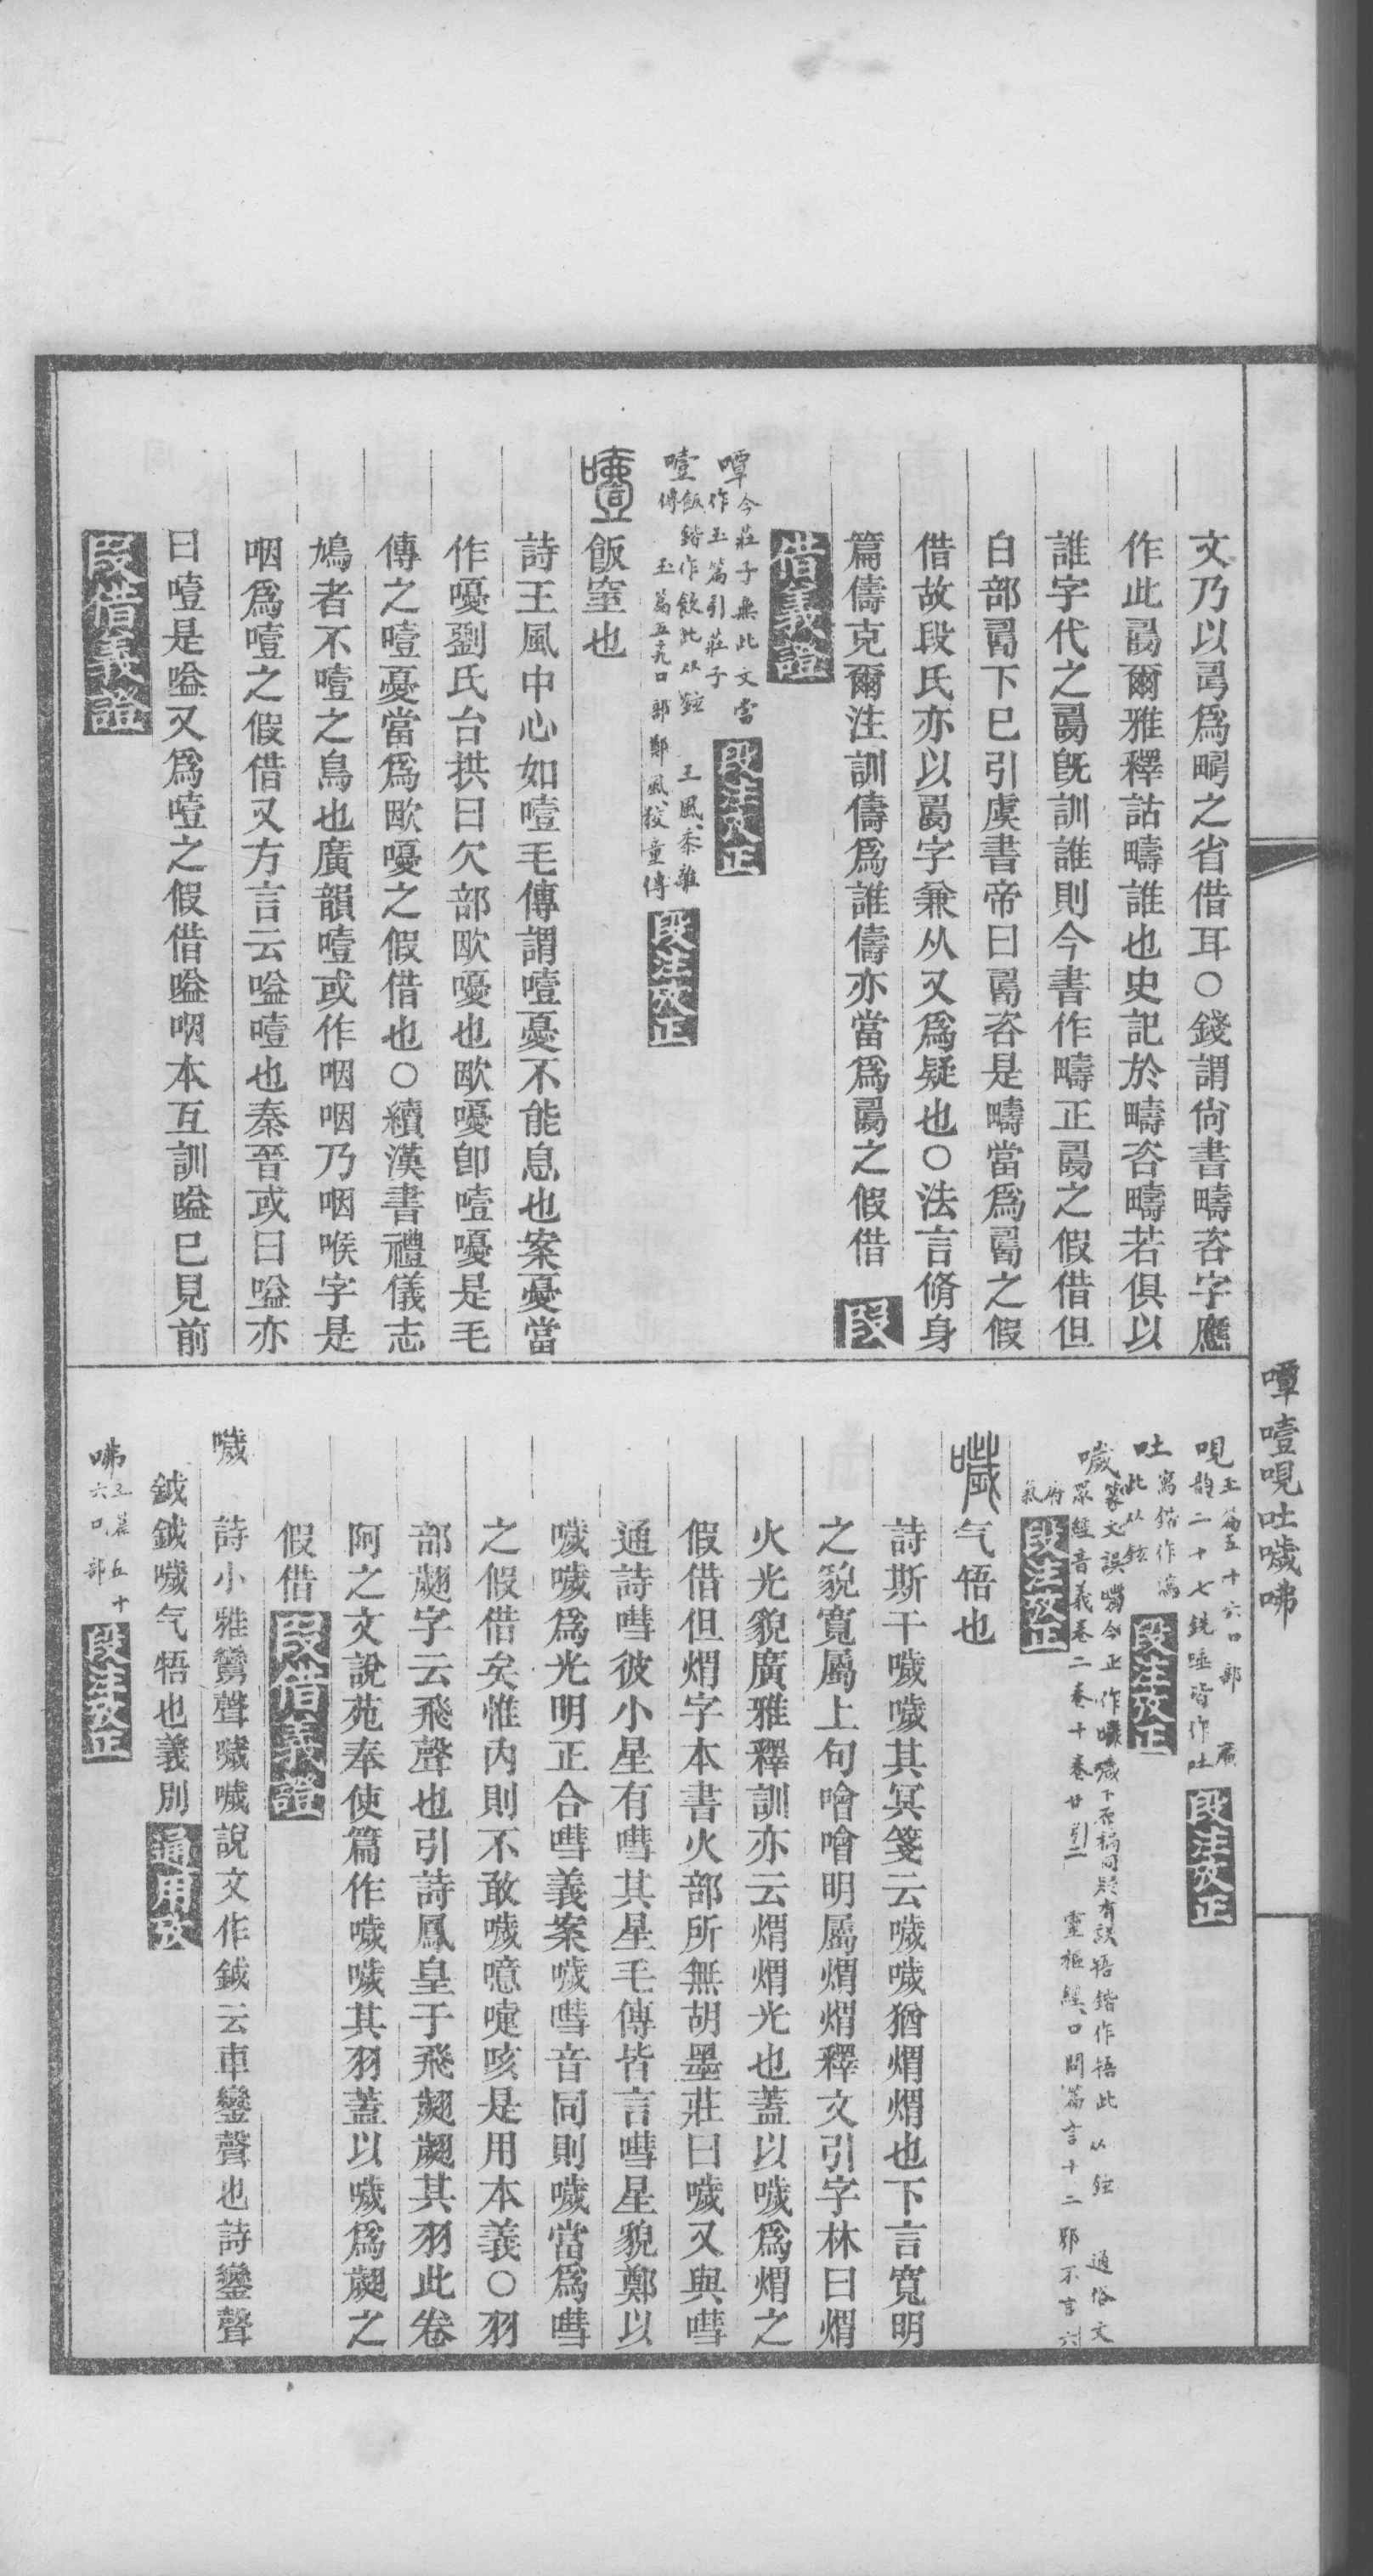 文乃以𠷎爲𤲮之省借耳○錢謂尙書疇咨字應
作此𠷎爾雅釋詁疇誰也史記於疇咨疇若俱以
誰字代之𠷎旣訓誰則今書作疇正𠷎之假借但
白部𠷎下已引虞書帝曰𠷎咨是疇當爲𠷎之假
借故段氏亦以𠷎字兼从又爲疑也○法言脩身
篇儔克爾注訓儔爲誰儔亦當爲𠷎之假借 段
借義證
嘾 今莊子無此文當
作玉篇引莊子 段注攷正
噎 飯鍇作飮此从鉉 王風黍離
傳 玉篇五六口部 鄭風狡童傳 段注攷正
噎 飯窒也
詩王風中心如噎毛傳謂噎憂不能息也案憂當
作嚘劉氏台拱曰欠部歐嚘也歐嚘卽噎嚘是毛
傳之噎憂當爲歐嚘之假借也○續漢書禮儀志
鳩者不噎之鳥也廣韻噎或作咽咽乃咽喉字是
咽爲噎之假借又方言云嗌噎也秦晉或曰嗌亦
曰噎是嗌又爲噎之假借嗌咽本互訓嗌已見前
段借義證
嘾噎哯吐噦咈
哯 玉篇五十六口部 廣
韻二十七銑唾皆作吐 段注攷正
吐 寫鍇作瀉
此从鉉 段注攷正
噦 篆文誤噦今正作噦 悟鍇作牾此从鉉 通俗文
眾經音義卷二卷十卷廿引 靈樞經口問篇言十二邪不言六
府
氣 段注攷正
噦 气牾也
詩斯干噦噦其冥箋云噦噦猶煟煟也下言寬明
之貌寬屬上句噲噲明屬煟煟釋文引字林曰煟
火光貌廣雅釋訓亦云煟煟光也蓋以噦爲煟之
假借但煟字本書火部所無胡墨莊曰噦又與嘒
通詩嘒彼小星有嘒其星毛傳皆言嘒星貌鄭以
噦噦爲光明正合嘒義案噦嘒音同則噦當爲嘒
之假借矣惟內則不敢噦噫嚏咳是用本義○羽
部翽字云飛聲也引詩鳳皇于飛翽翽其羽此卷
阿之文說苑奉使篇作噦噦其羽蓋以噦爲翽之
假借 段借義證
噦 詩小雅鸞聲噦噦說文作鉞云車鑾聲也詩鑾聲
鉞鉞噦气牾也義別 通用攷
咈 玉篇五十
六口部 段注攷正